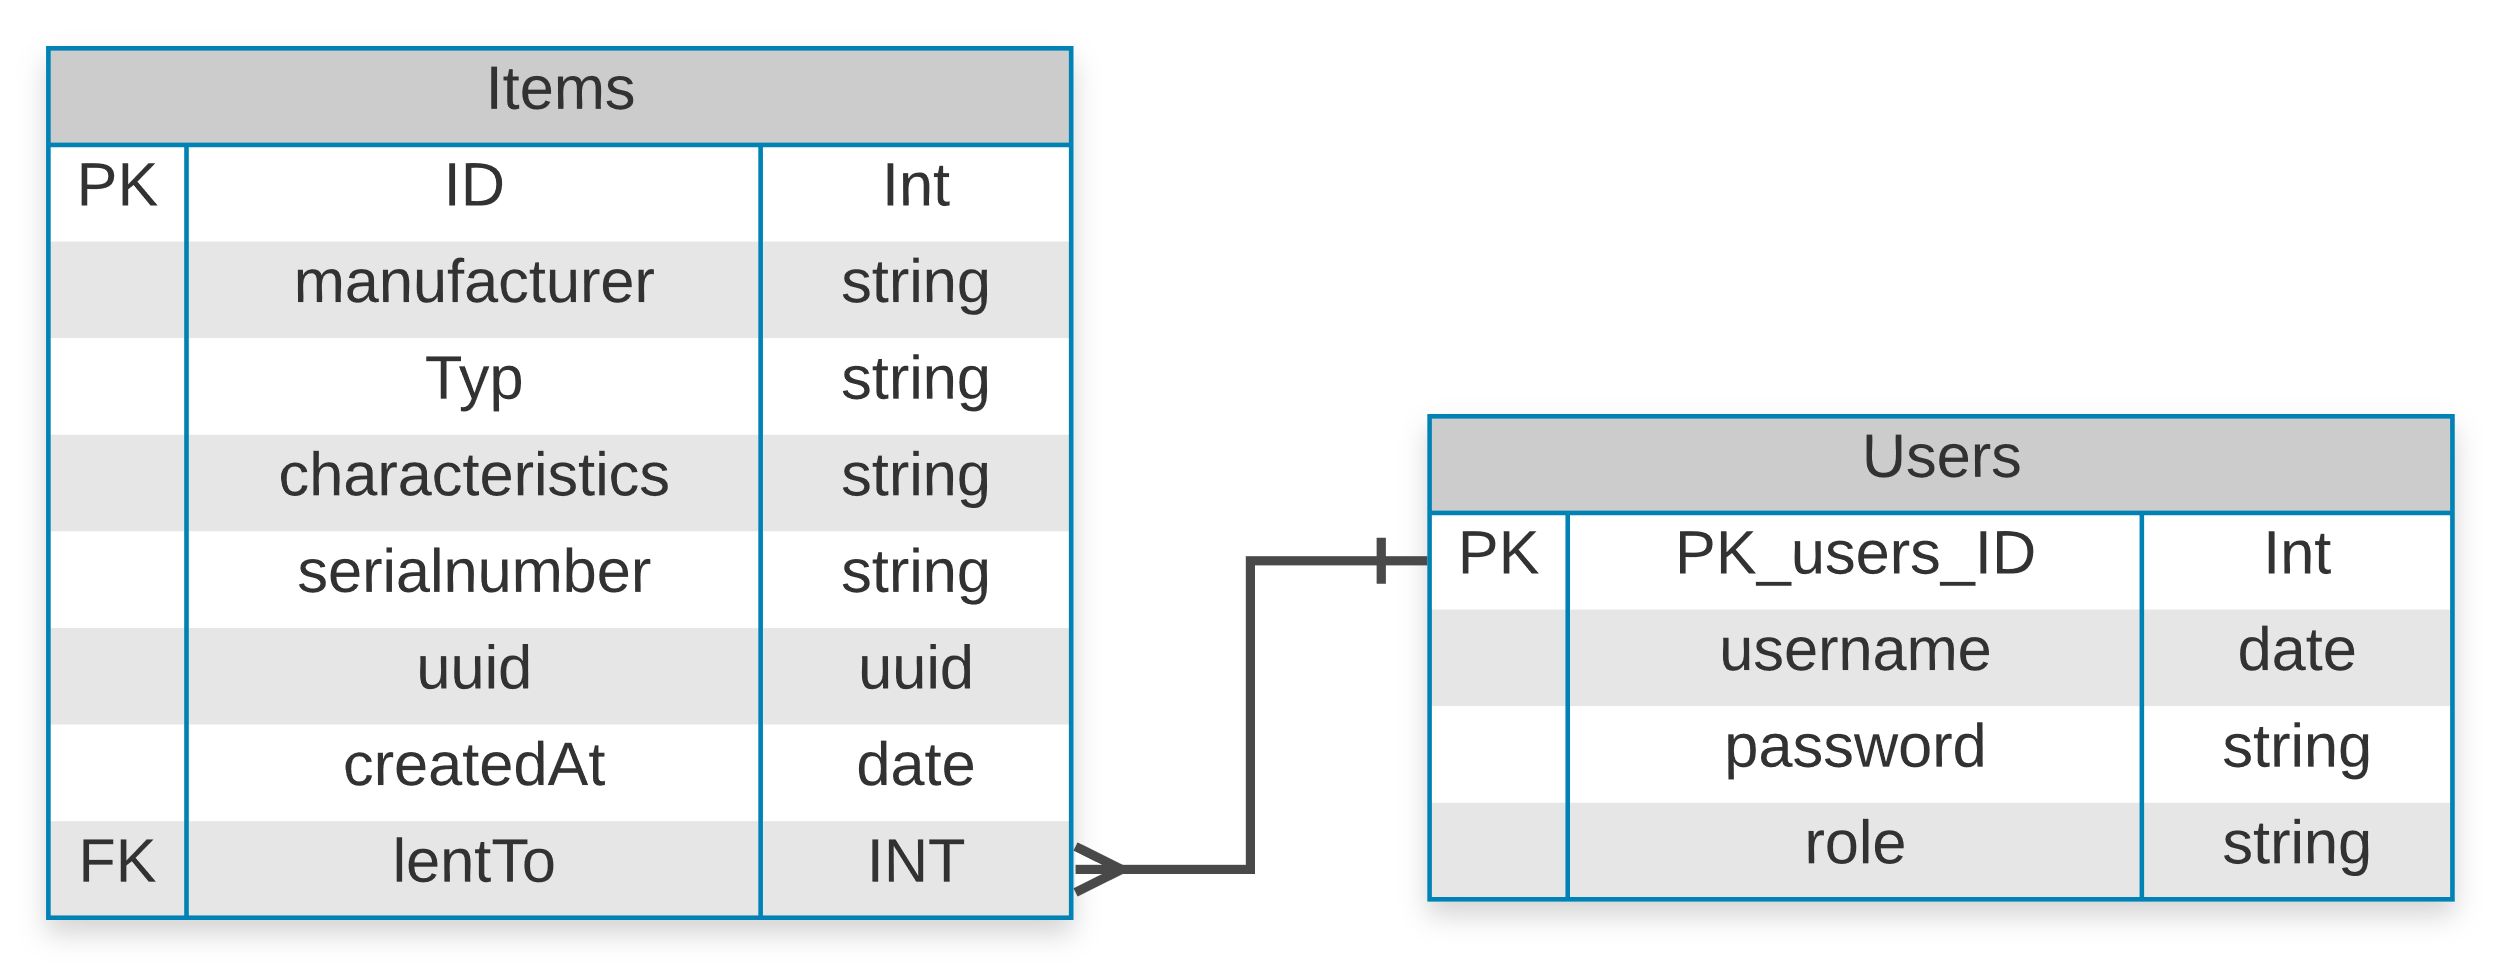 Items
PK ID Int
manufacturer string
Typ string
characteristics string
serialnumber string
uuid uuid
createdAt date
FK lentTo INT
Users
PK PK_users_ID Int
username date
password string
role string